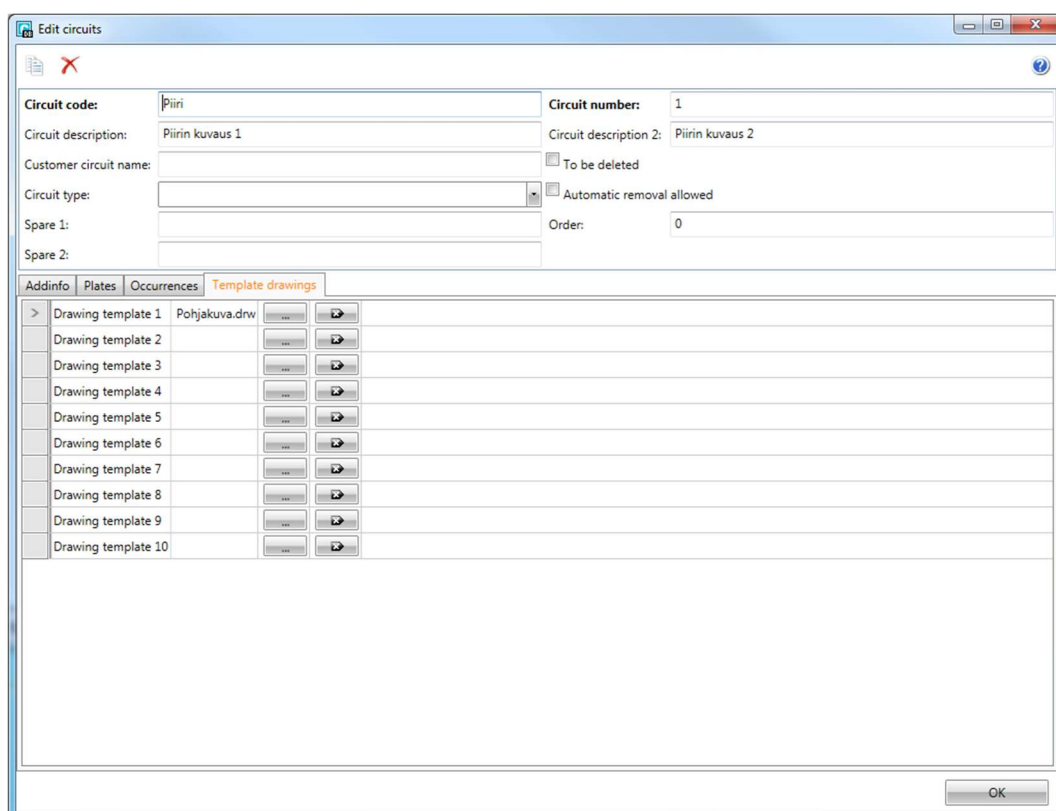 Edit circuits
Circuit code: Piiri Circuit number: 1
Circuit description: Piirin kuvaus 1 Circuit description 2: Piirin kuvaus 2
Customer circuit name: To be deleted
Circuit type: Automatic removal allowed
Spare 1: Order: 0
Spare 2:
Addinfo Plates Occurrences Template drawings
> Drawing template 1 Pohjakuva.drw ...
Drawing template 2 ...
Drawing template 3 ...
Drawing template 4 ...
Drawing template 5 ...
Drawing template 6 ...
Drawing template 7 ...
Drawing template 8 ...
Drawing template 9 ...
Drawing template 10 ...
OK